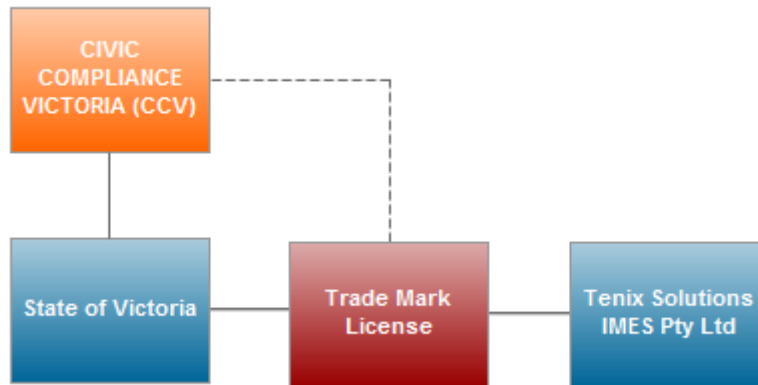 CIVIC
COMPLIANCE
VICTORIA (CCV)
State of Victoria
Trade Mark
License
Tenix Solutions
IMES Pty Ltd